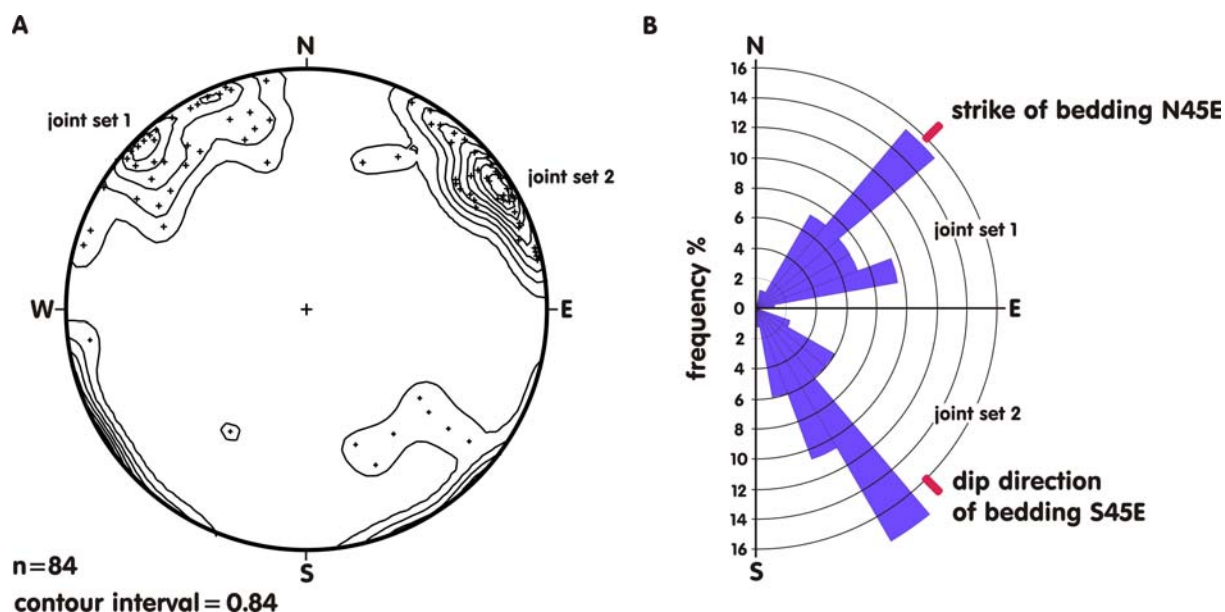 A
N
joint set 1
joint set 2
W
E
S
n=84
contour interval = 0.84
B
N
16
14
12
10
8
6
4
2
0
2
4
6
8
10
12
14
16
S
frequency %
E
strike of bedding N45E
joint set 1
joint set 2
dip direction
of bedding S45E